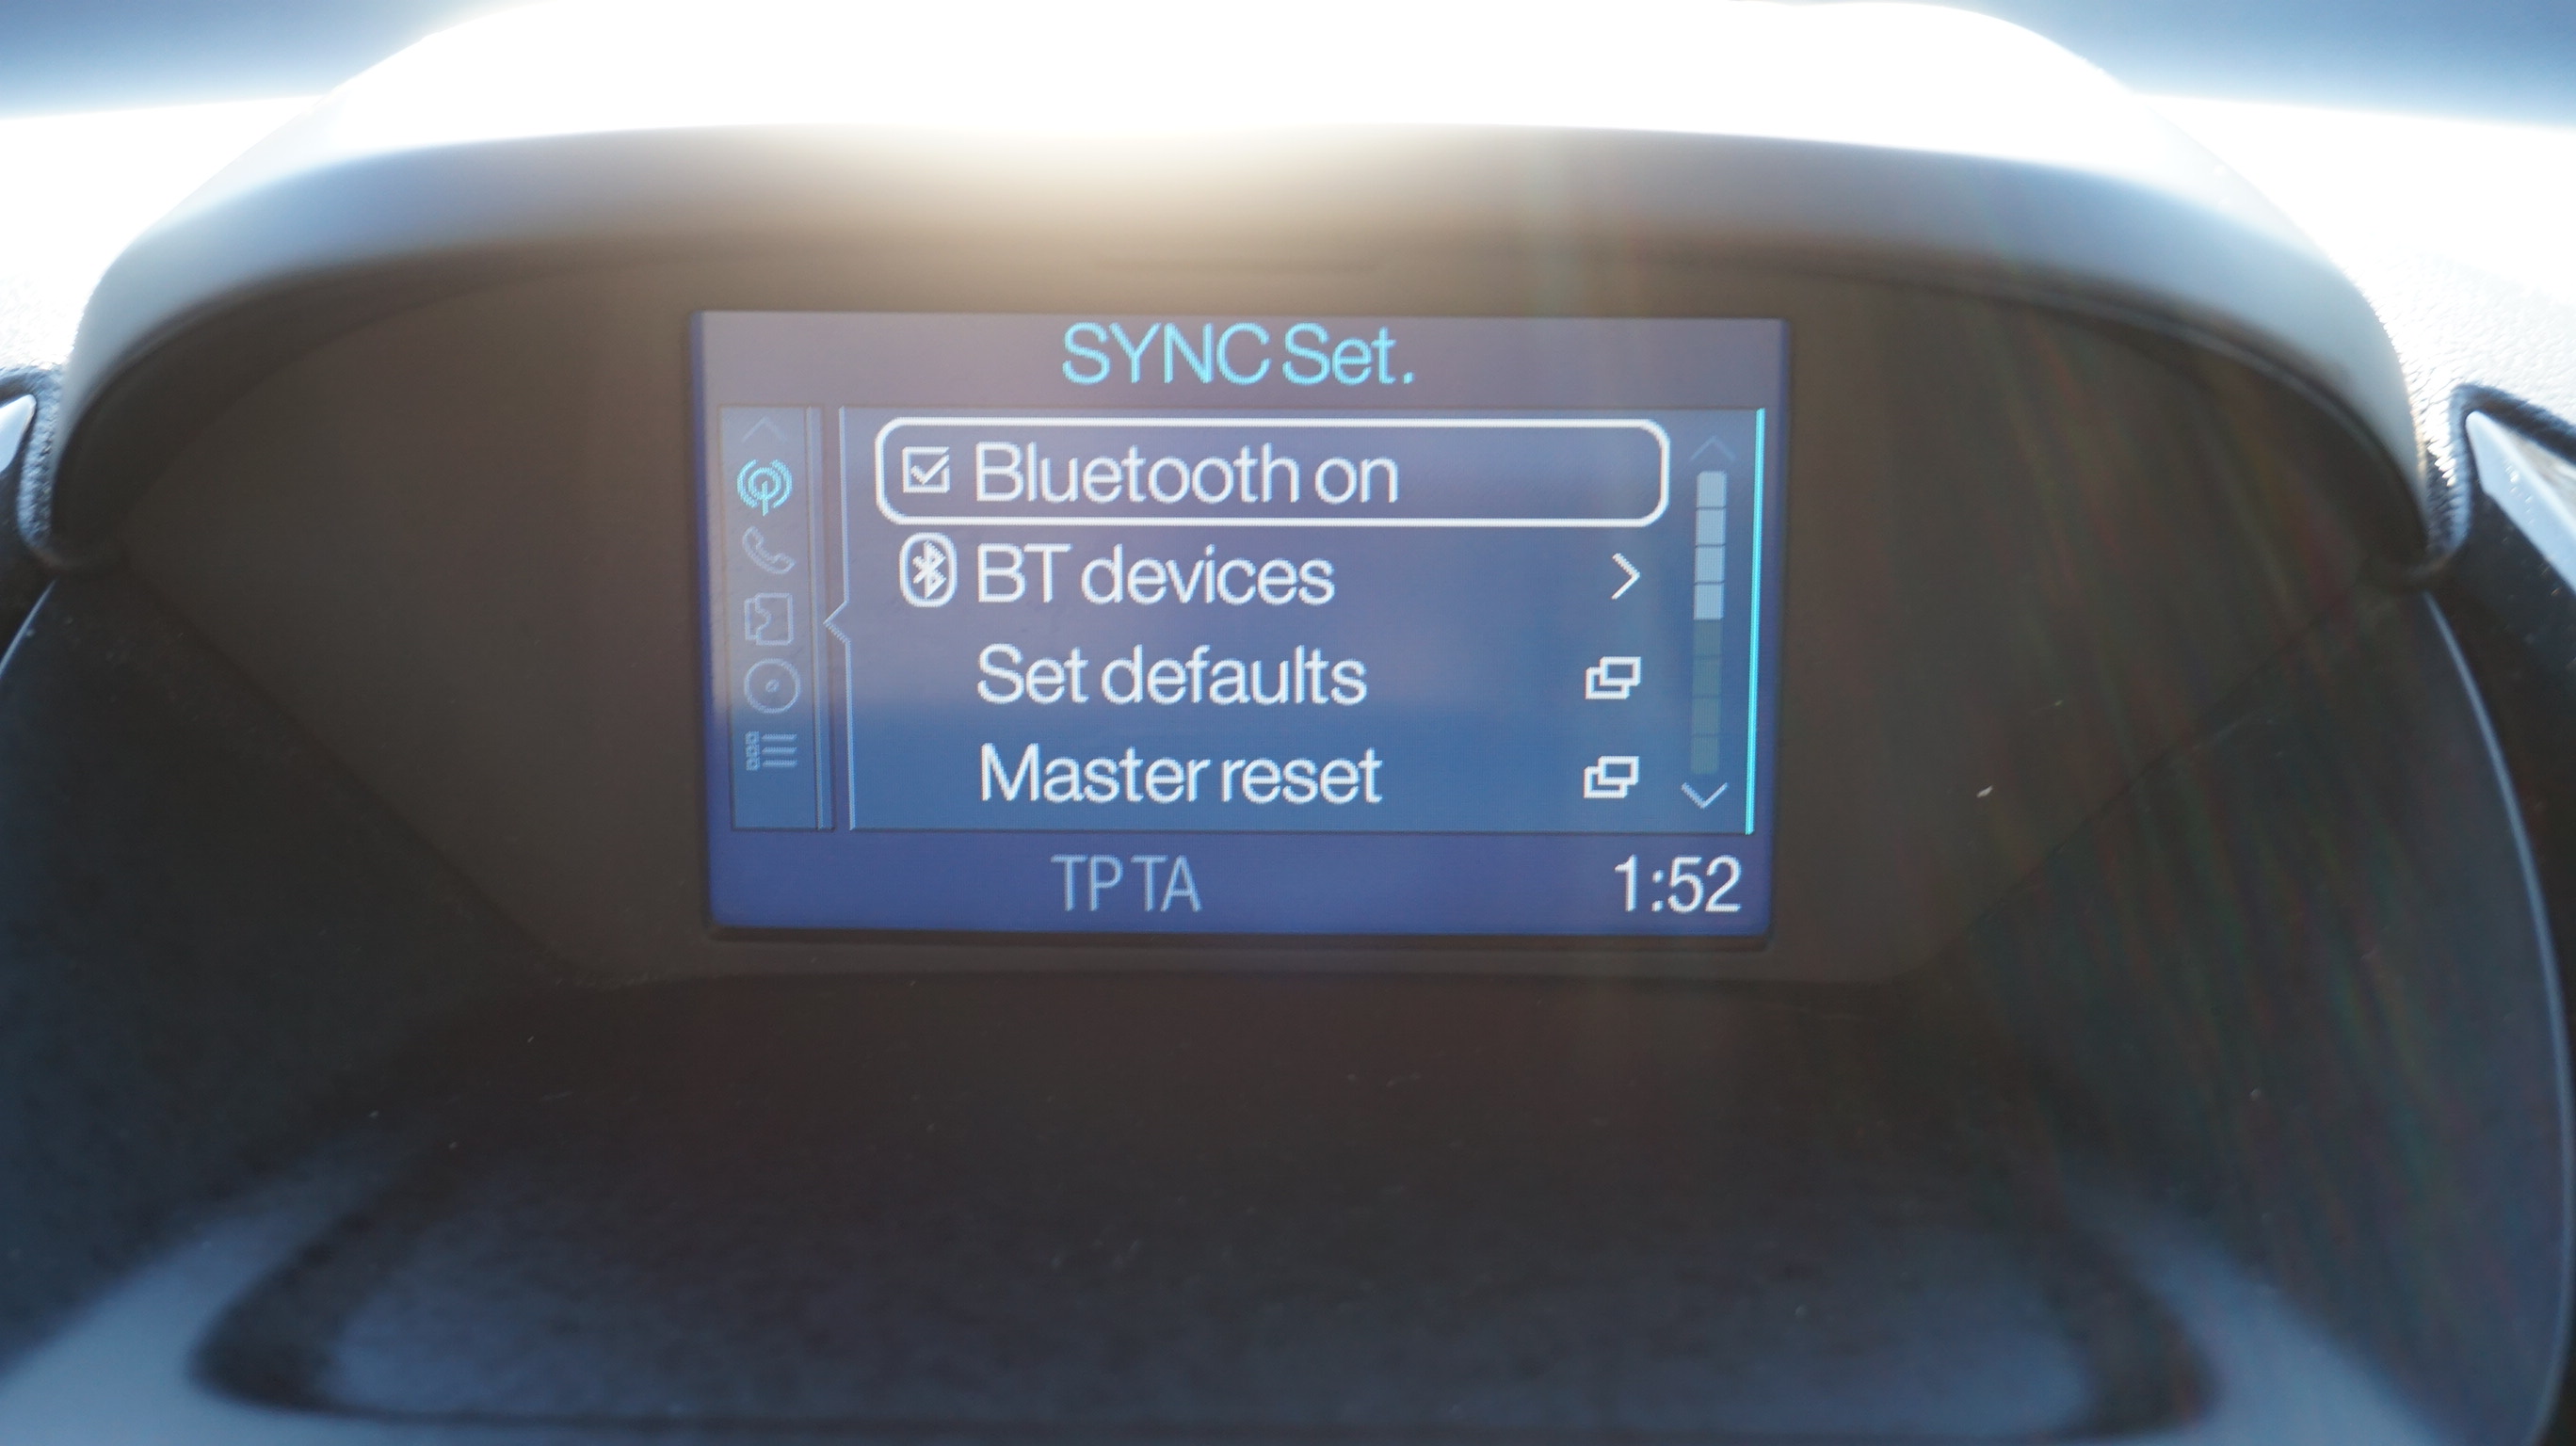 SYNC Set.
Bluetooth on
BT devices
Set defaults
Master reset
TP TA
1:52